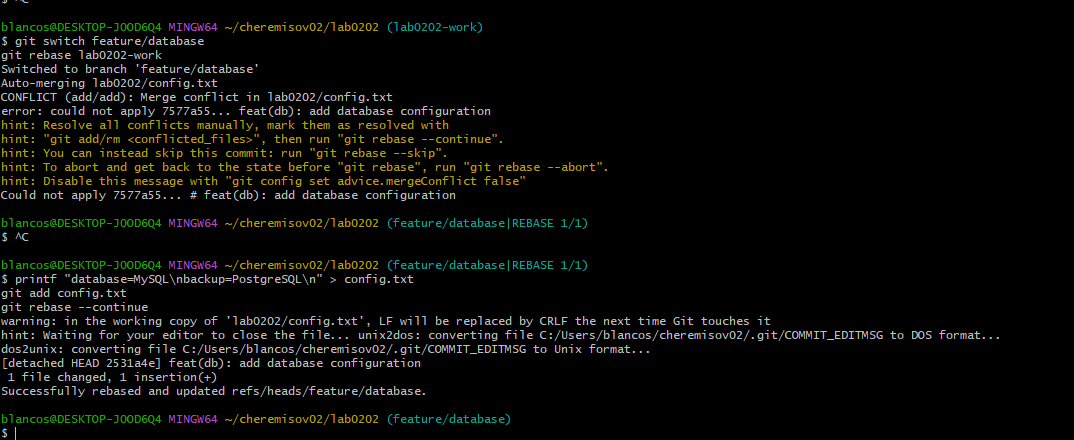 ^C
blancos@DESKTOP-JOOD6Q4 MINGW64 ~/cheremisov02/lab0202 (lab0202-work)
$ git switch feature/database
git rebase lab0202-work
Switched to branch 'feature/database'
Auto-merging lab0202/config.txt
CONFLICT (add/add): Merge conflict in lab0202/config.txt
error: could not apply 7577a55... feat(db): add database configuration
hint: Resolve all conflicts manually, mark them as resolved with
hint: "git add/rm <conflicted_files>", then run "git rebase --continue".
hint: You can instead skip this commit: run "git rebase --skip".
hint: To abort and get back to the state before "git rebase", run "git rebase --abort".
hint: Disable this message with "git config set advice.mergeConflict false"
Could not apply 7577a55... # feat(db): add database configuration
blancos@DESKTOP-JOOD6Q4 MINGW64 ~/cheremisov02/lab0202 (feature/database|REBASE 1/1)
$ ^C
blancos@DESKTOP-JOOD6Q4 MINGW64 ~/cheremisov02/lab0202 (feature/database|REBASE 1/1)
$ printf "database=MySQL\nbackup=PostgreSQL\n" > config.txt
git add config.txt
git rebase --continue
warning: in the working copy of 'lab0202/config.txt', LF will be replaced by CRLF the next time Git touches it
hint: Waiting for your editor to close the file... unix2dos: converting file C:/Users/blancos/cheremisov02/.git/COMMIT_EDITMSG to DOS format...
dos2unix: converting file C:/Users/blancos/cheremisov02/.git/COMMIT_EDITMSG to Unix format...
[detached HEAD 2531a4e] feat(db): add database configuration
 1 file changed, 1 insertion(+)
Successfully rebased and updated refs/heads/feature/database.
blancos@DESKTOP-JOOD6Q4 MINGW64 ~/cheremisov02/lab0202 (feature/database)
$